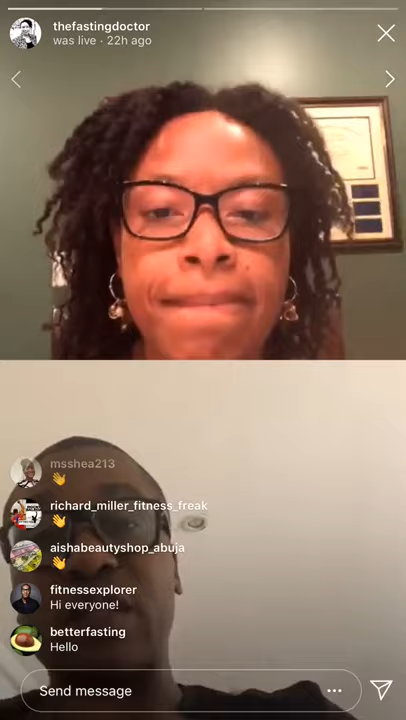 thefastingdoctor
was live · 22h ago
msshea213
👋
richard_miller_fitness_freak
👋
aishabeautyshop_abuja
👋
fitnessexplorer
Hi everyone!
betterfasting
Hello
Send message